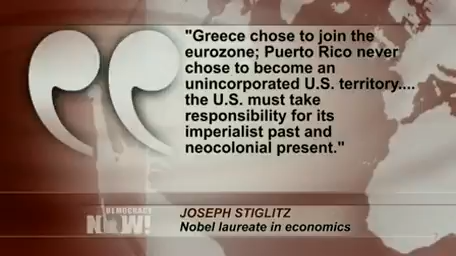 "Greece chose to join the
eurozone; Puerto Rico never
chose to become an
unincorporated U.S. territory....
the U.S. must take
responsibility for its
imperialist past and
neocolonial present."
JOSEPH STIGLITZ
Nobel laureate in economics
DEMOCRACY
NOW!